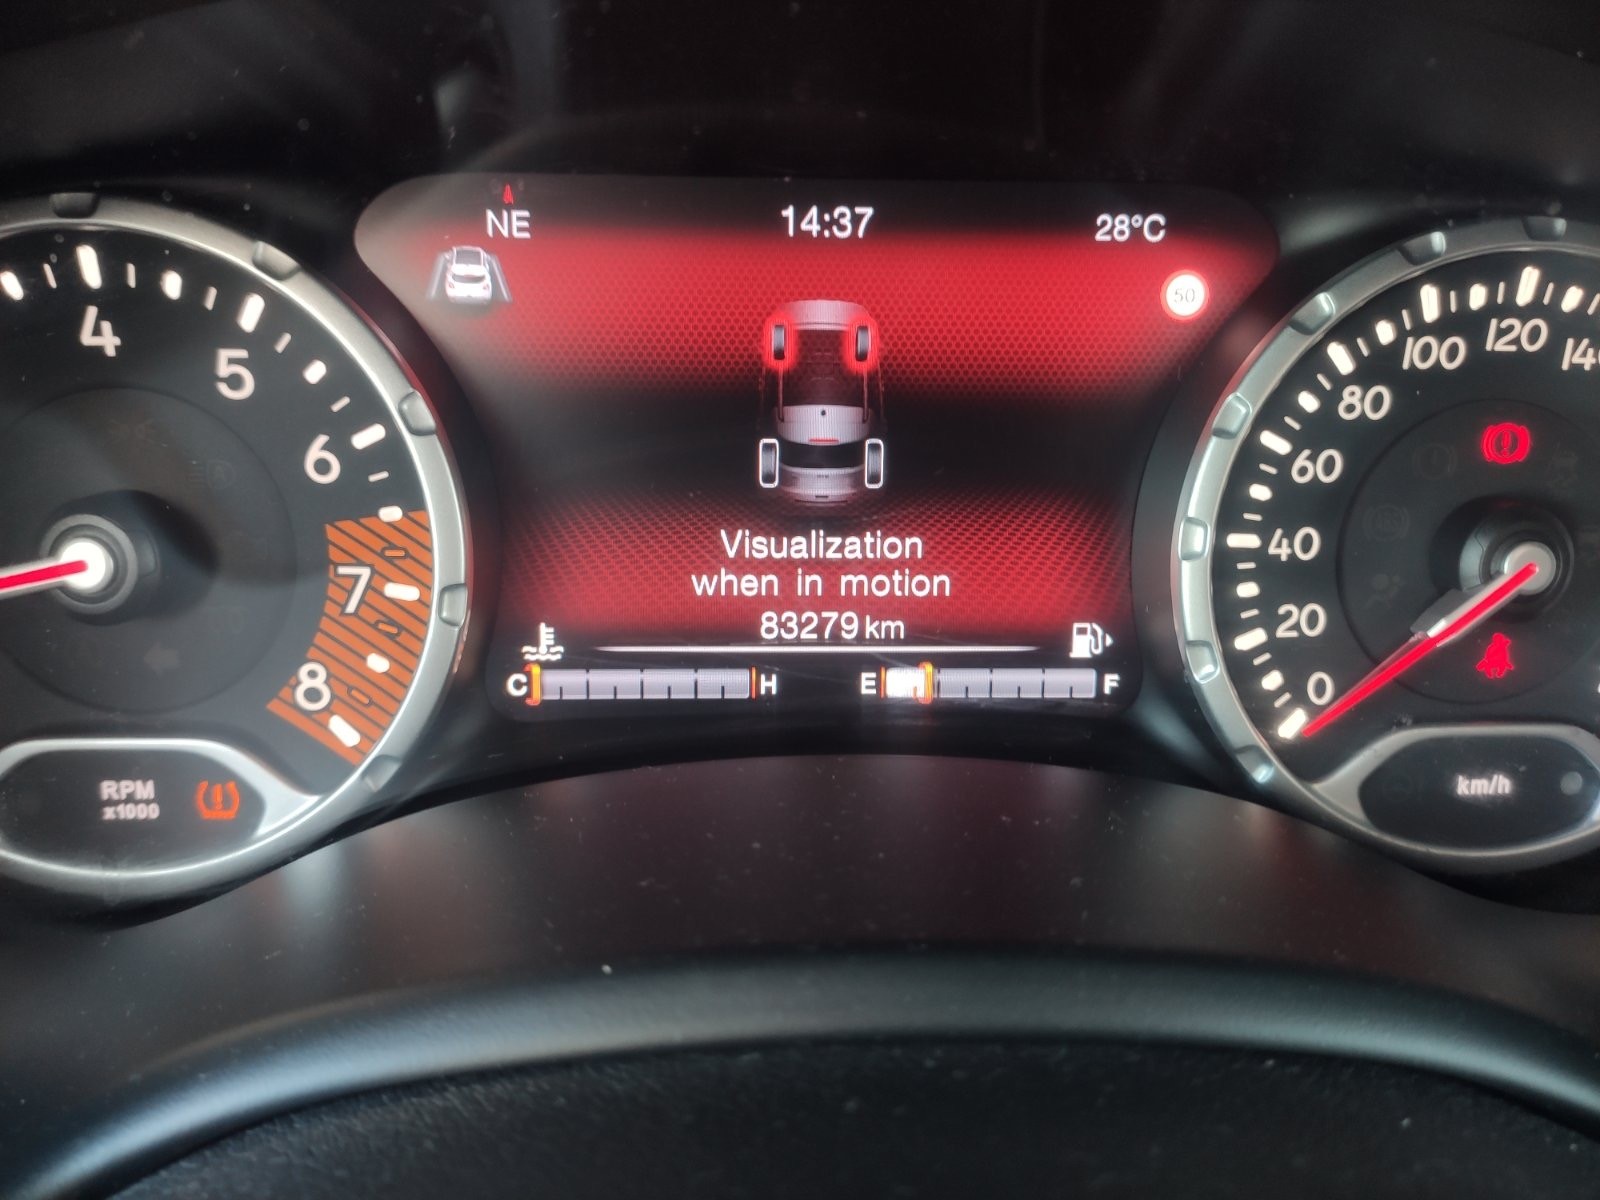 NE 14:37 28°C
50
4 5 6 7 8
RPM
x1000
Visualization
when in motion
83279 km
C H E F
0 20 40 60 80 100 120
km/h